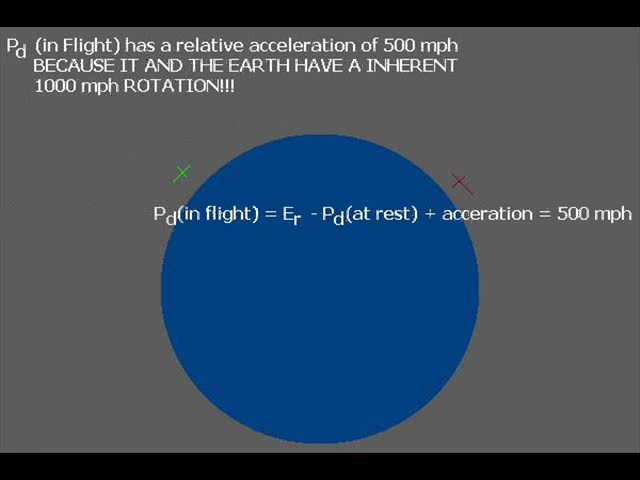 Pd (in Flight) has a relative acceleration of 500 mph
BECAUSE IT AND THE EARTH HAVE A INHERENT
1000 mph ROTATION!!!
Pd(in flight) = Er - Pd(at rest) + acceration = 500 mph